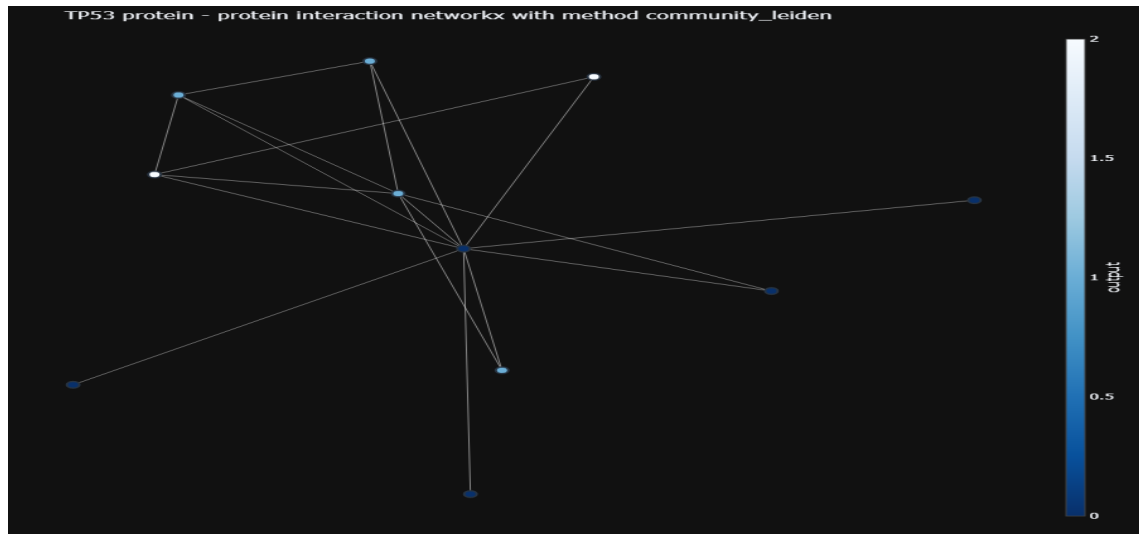 TP53 protein - protein interaction networkx with method community_leiden
2
1.5
1
output
0.5
0